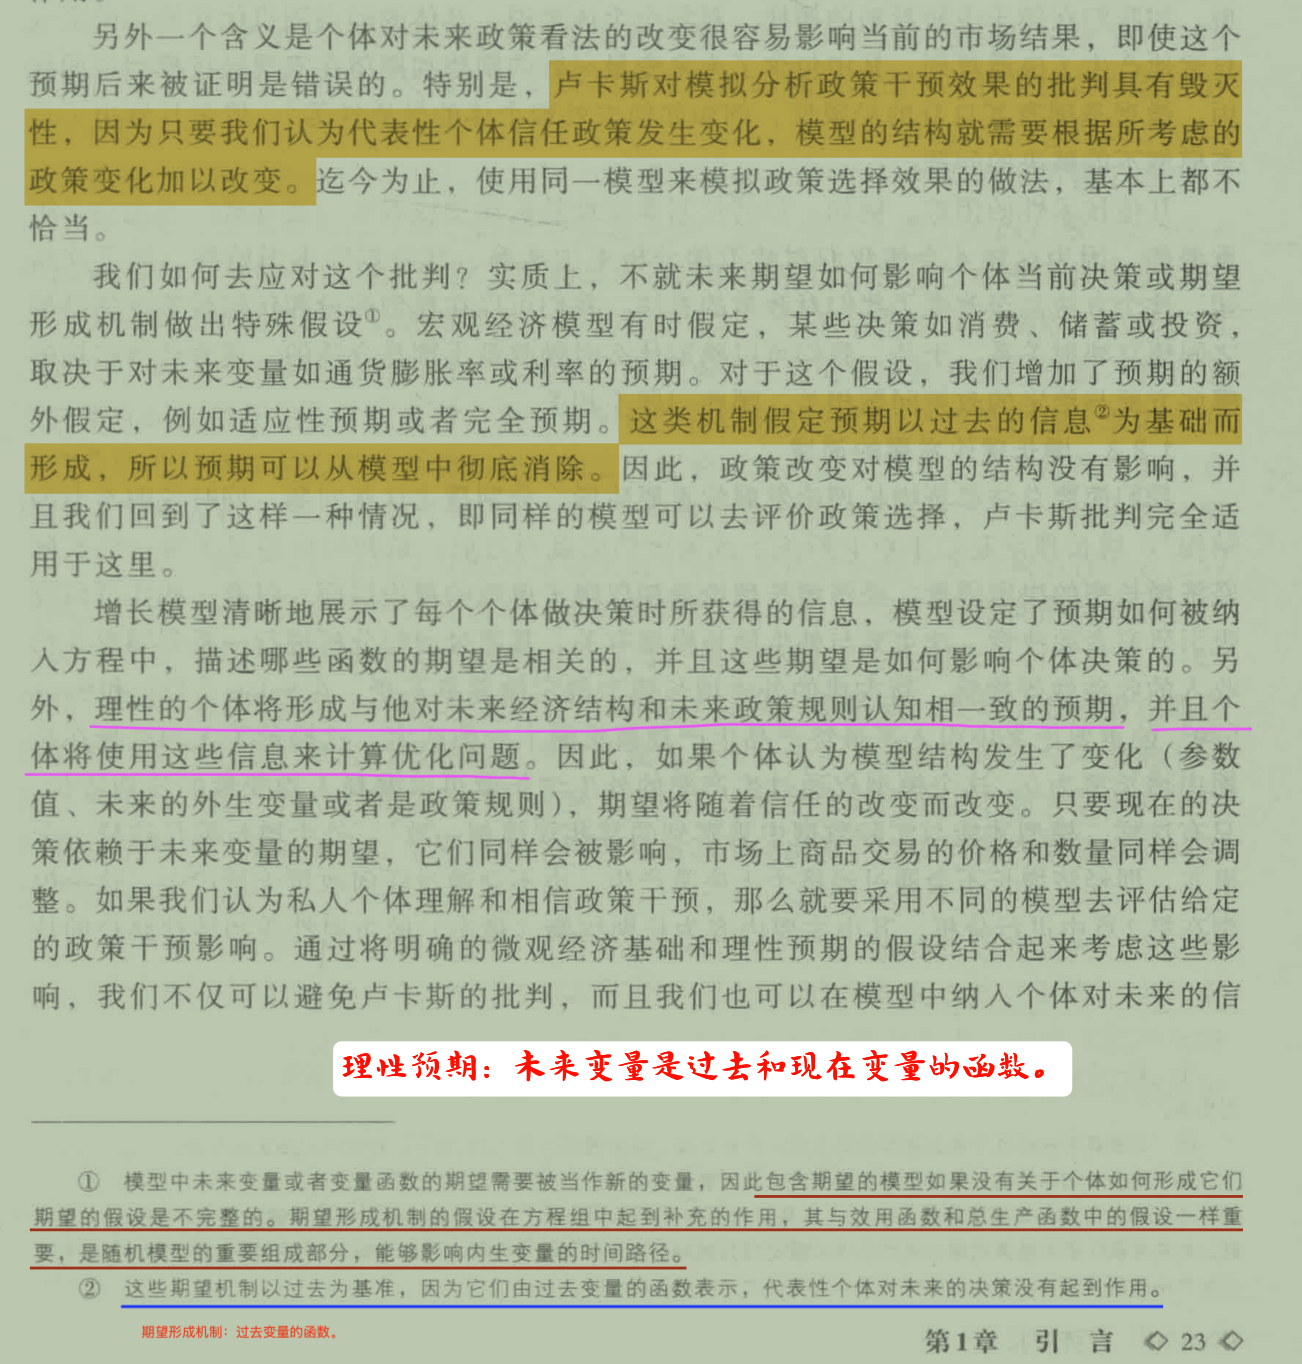 另外一个含义是个体对未来政策看法的改变很容易影响当前的市场结果，即使这个
预期后来被证明是错误的。特别是，卢卡斯对模拟分析政策干预效果的批判具有毁灭
性，因为只要我们认为代表性个体信任政策发生变化，模型的结构就需要根据所考虑的
政策变化加以改变。迄今为止，使用同一模型来模拟政策选择效果的做法，基本上都不
恰当。
我们如何去应对这个批判？实质上，不就未来期望如何影响个体当前决策或期望
形成机制做出特殊假设①。宏观经济模型有时假定，某些决策如消费、储蓄或投资，
取决于对未来变量如通货膨胀率或利率的预期。对于这个假设，我们增加了预期的额
外假定，例如适应性预期或者完全预期。这类机制假定预期以过去的信息②为基础而
形成，所以预期可以从模型中彻底消除。因此，政策改变对模型的结构没有影响，并
且我们回到了这样一种情况，即同样的模型可以去评价政策选择，卢卡斯批判完全适
用于这里。
增长模型清晰地展示了每个个体做决策时所获得的信息，模型设定了预期如何被纳
入方程中，描述哪些函数的期望是相关的，并且这些期望是如何影响个体决策的。另
外，理性的个体将形成与他对未来经济结构和未来政策规则认知相一致的预期，并且个
体将使用这些信息来计算优化问题。因此，如果个体认为模型结构发生了变化（参数
值、未来的外生变量或者是政策规则），期望将随着信任的改变而改变。只要现在的决
策依赖于未来变量的期望，它们同样会被影响，市场上商品交易的价格和数量同样会调
整。如果我们认为私人个体理解和相信政策干预，那么就要采用不同的模型去评估给定
的政策干预影响。通过将明确的微观经济基础和理性预期的假设结合起来考虑这些影
响，我们不仅可以避免卢卡斯的批判，而且我们也可以在模型中纳入个体对未来的信
理性预期：未来变量是过去和现在变量的函数。
① 模型中未来变量或者变量函数的期望需要被当作新的变量，因此包含期望的模型如果没有关于个体如何形成它们
期望的假设是不完整的。期望形成机制的假设在方程组中起到补充的作用，其与效用函数和总生产函数中的假设一样重
要，是随机模型的重要组成部分，能够影响内生变量的时间路径。
② 这些期望机制以过去为基准，因为它们由过去变量的函数表示，代表性个体对未来的决策没有起到作用。
期望形成机制：过去变量的函数。
第1章 引 言 ◇ 23 ◇